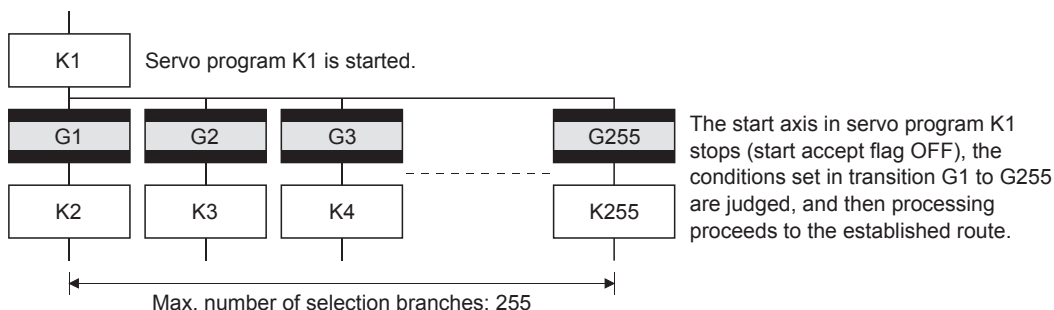 K1
Servo program K1 is started.
G1
G2
G3
G255
K2
K3
K4
K255
The start axis in servo program K1
stops (start accept flag OFF), the
conditions set in transition G1 to G255
are judged, and then processing
proceeds to the established route.
Max. number of selection branches: 255